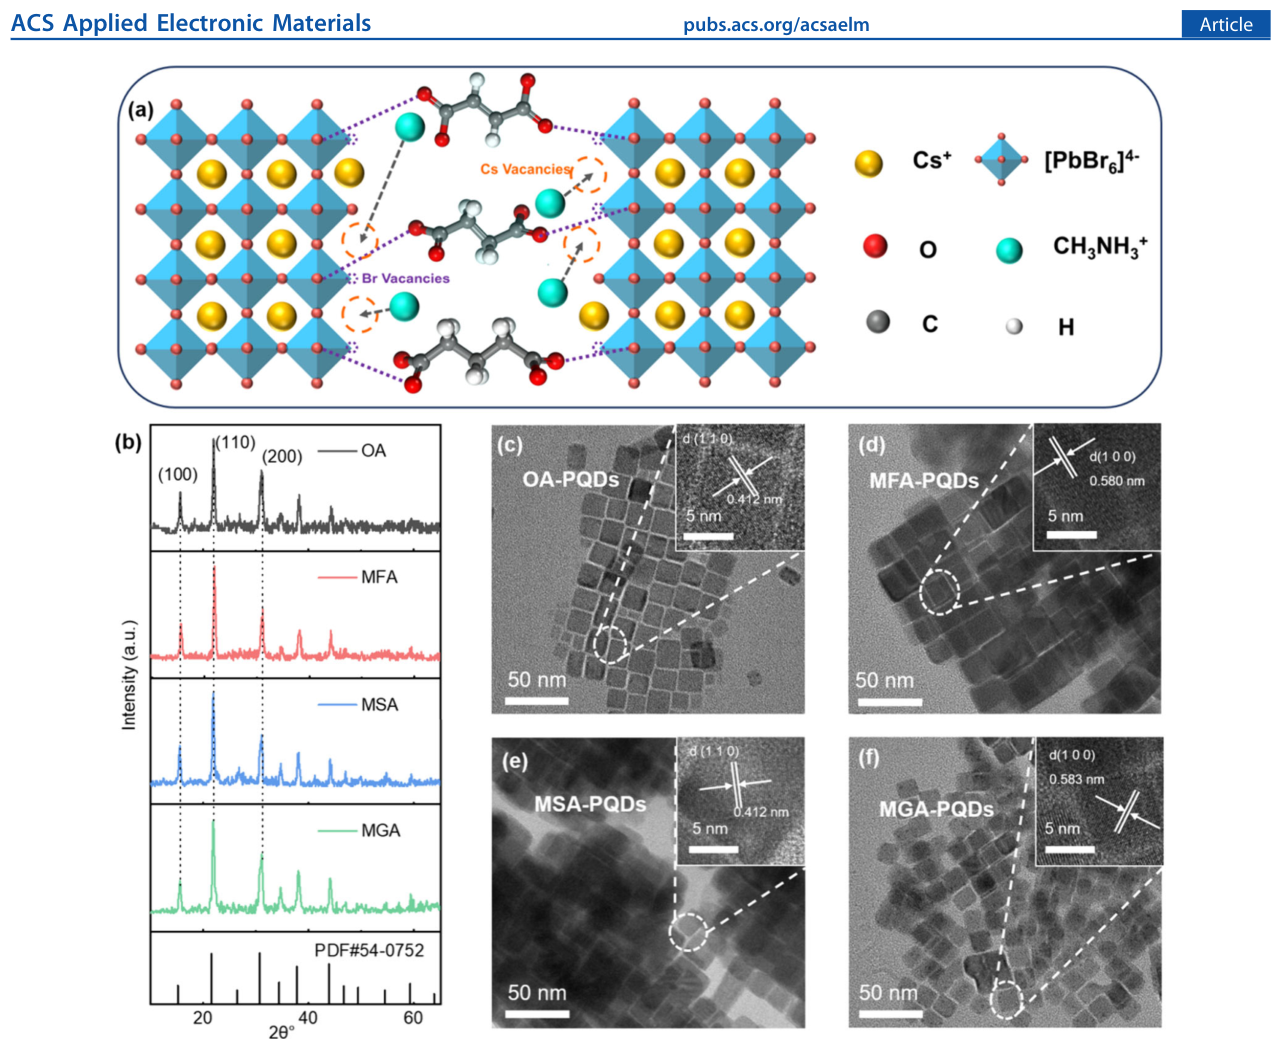 ACS Applied Electronic Materials
pubs.acs.org/acsaelm
Article
(a)
Cs Vacancies
Br Vacancies
Cs⁺
[PbBr₆]⁴⁻
O
CH₃NH₃⁺
C
H
(b)
(100)
(110)
(200)
OA
MFA
MSA
MGA
PDF#54-0752
Intensity (a.u.)
20
40
60
2θ°
(c)
OA-PQDs
d (1 1 0)
0.412 nm
5 nm
50 nm
(d)
MFA-PQDs
d(1 0 0)
0.580 nm
5 nm
50 nm
(e)
MSA-PQDs
d (1 1 0)
0.412 nm
5 nm
50 nm
(f)
MGA-PQDs
d(1 0 0)
0.583 nm
5 nm
50 nm